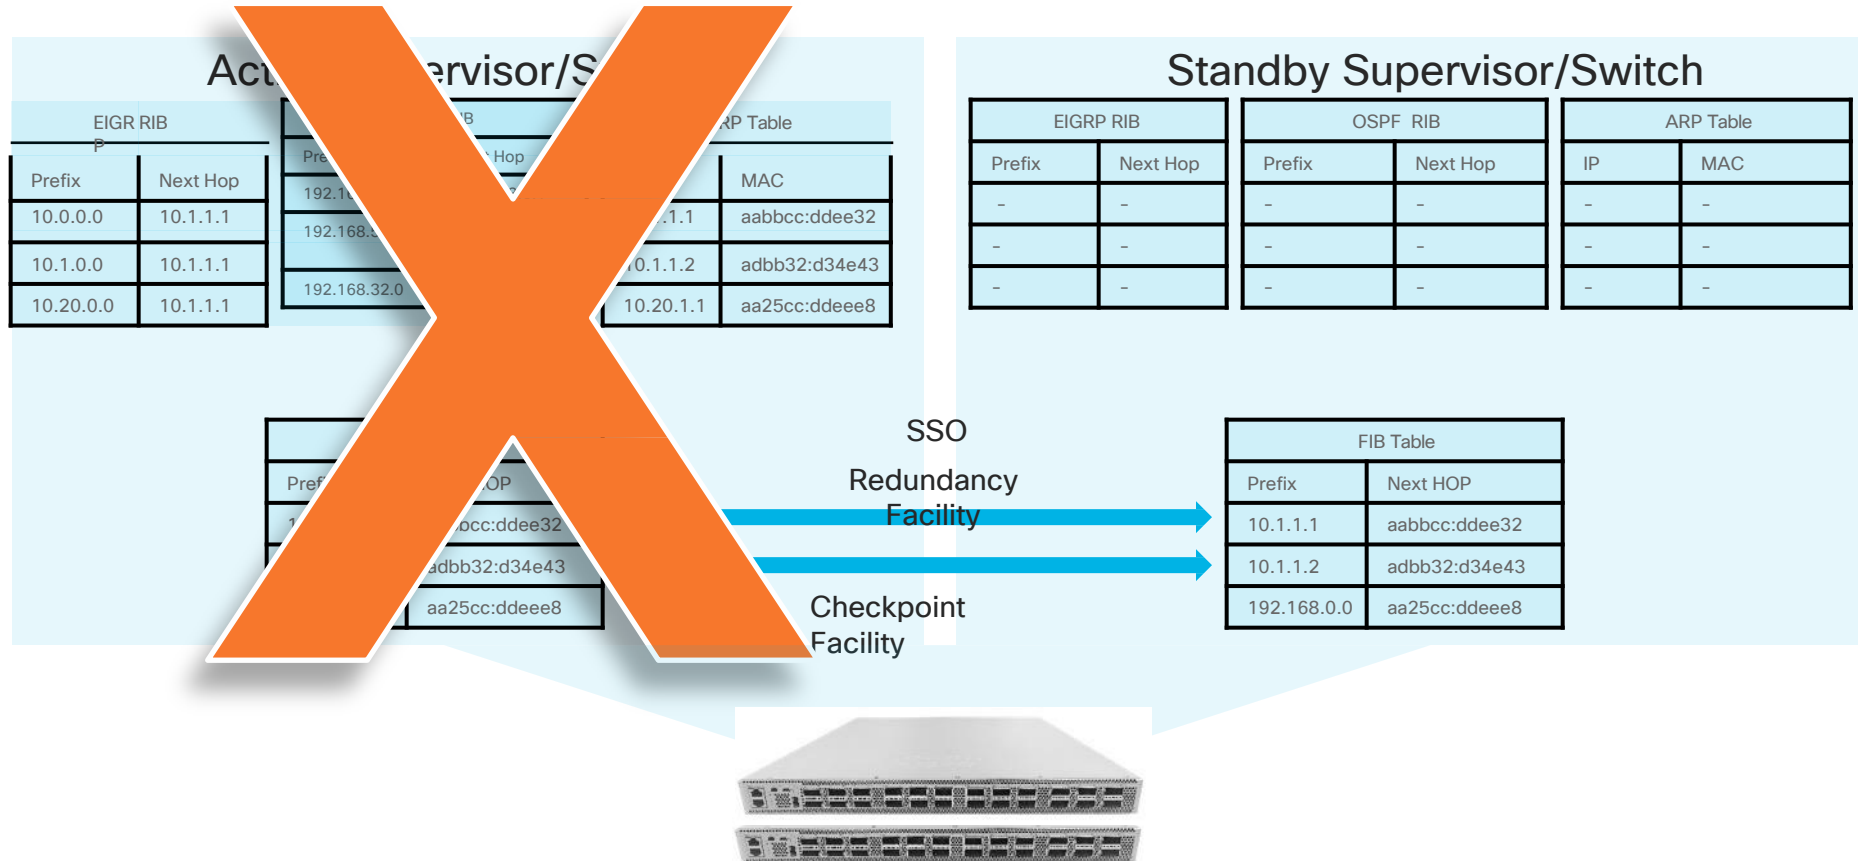 Standby Supervisor/Switch
EIGR RIB
P
Prefix Next Hop
10.0.0.0 10.1.1.1
10.1.0.0 10.1.1.1
10.20.0.0 10.1.1.1
Hop
192.168.32.0
Table
MAC
aabbcc:ddee32
10.1.1.2 adbb32:d34e43
10.20.1.1 aa25cc:ddeee8
EIGRP RIB
Prefix Next Hop
- -
- -
- -
OSPF RIB
Prefix Next Hop
- -
- -
- -
ARP Table
IP MAC
- -
- -
- -
adbb32:d34e43
aa25cc:ddeee8
SSO
Redundancy
Facility
Checkpoint
Facility
FIB Table
Prefix Next HOP
10.1.1.1 aabbcc:ddee32
10.1.1.2 adbb32:d34e43
192.168.0.0 aa25cc:ddeee8